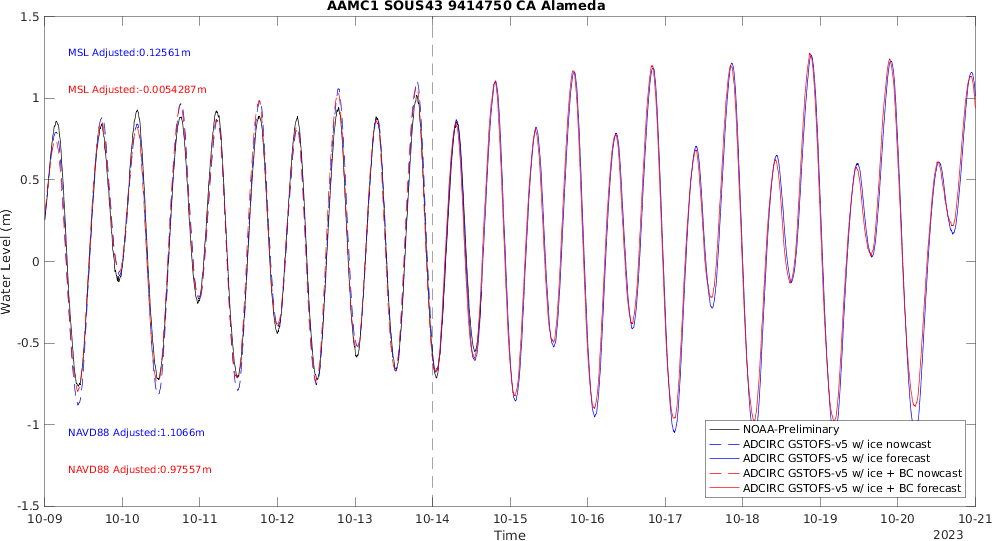 AAMC1 SOUS43 9414750 CA Alameda
1.5
1
0.5
0
-0.5
-1
-1.5
Water Level (m)
MSL Adjusted:0.12561m
MSL Adjusted:-0.0054287m
NAVD88 Adjusted:1.1066m
NAVD88 Adjusted:0.97557m
NOAA-Preliminary
ADCIRC GSTOFS-v5 w/ ice nowcast
ADCIRC GSTOFS-v5 w/ ice forecast
ADCIRC GSTOFS-v5 w/ ice + BC nowcast
ADCIRC GSTOFS-v5 w/ ice + BC forecast
10-09 10-10 10-11 10-12 10-13 10-14 10-15 10-16 10-17 10-18 10-19 10-20 10-21
Time
2023